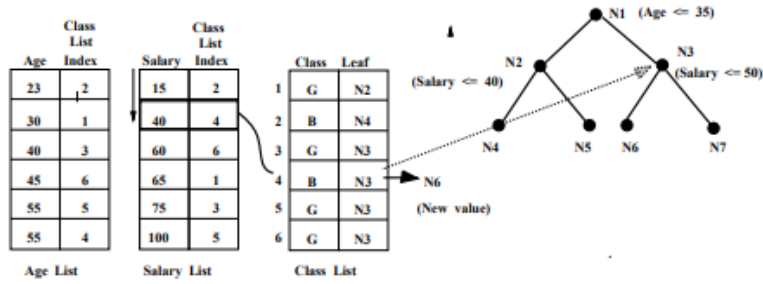 Age Class List Index
23 2
30 1
40 3
45 6
55 5
55 4
Age List
Salary Class List Index
15 2
40 4
60 6
65 1
75 3
100 5
Salary List
Class Leaf
1 G N2
2 B N4
3 G N3
4 B N3
5 G N3
6 G N3
Class List
N6
(New value)
N1 (Age <= 35)
N2
(Salary <= 40)
N3
(Salary <= 50)
N4 N5 N6 N7